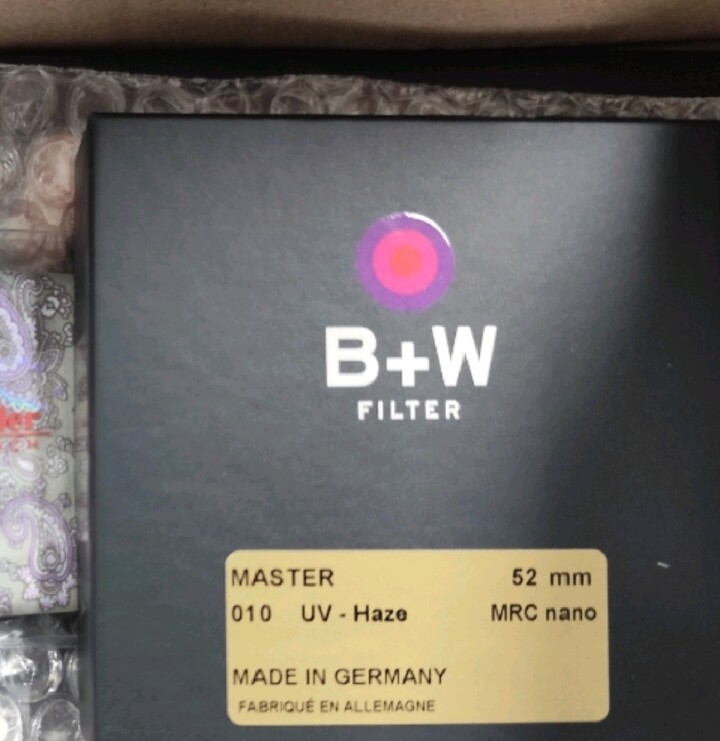 B+W
FILTER
MASTER 52 mm
010 UV - Haze MRC nano
MADE IN GERMANY
FABRIQUÉ EN ALLEMAGNE